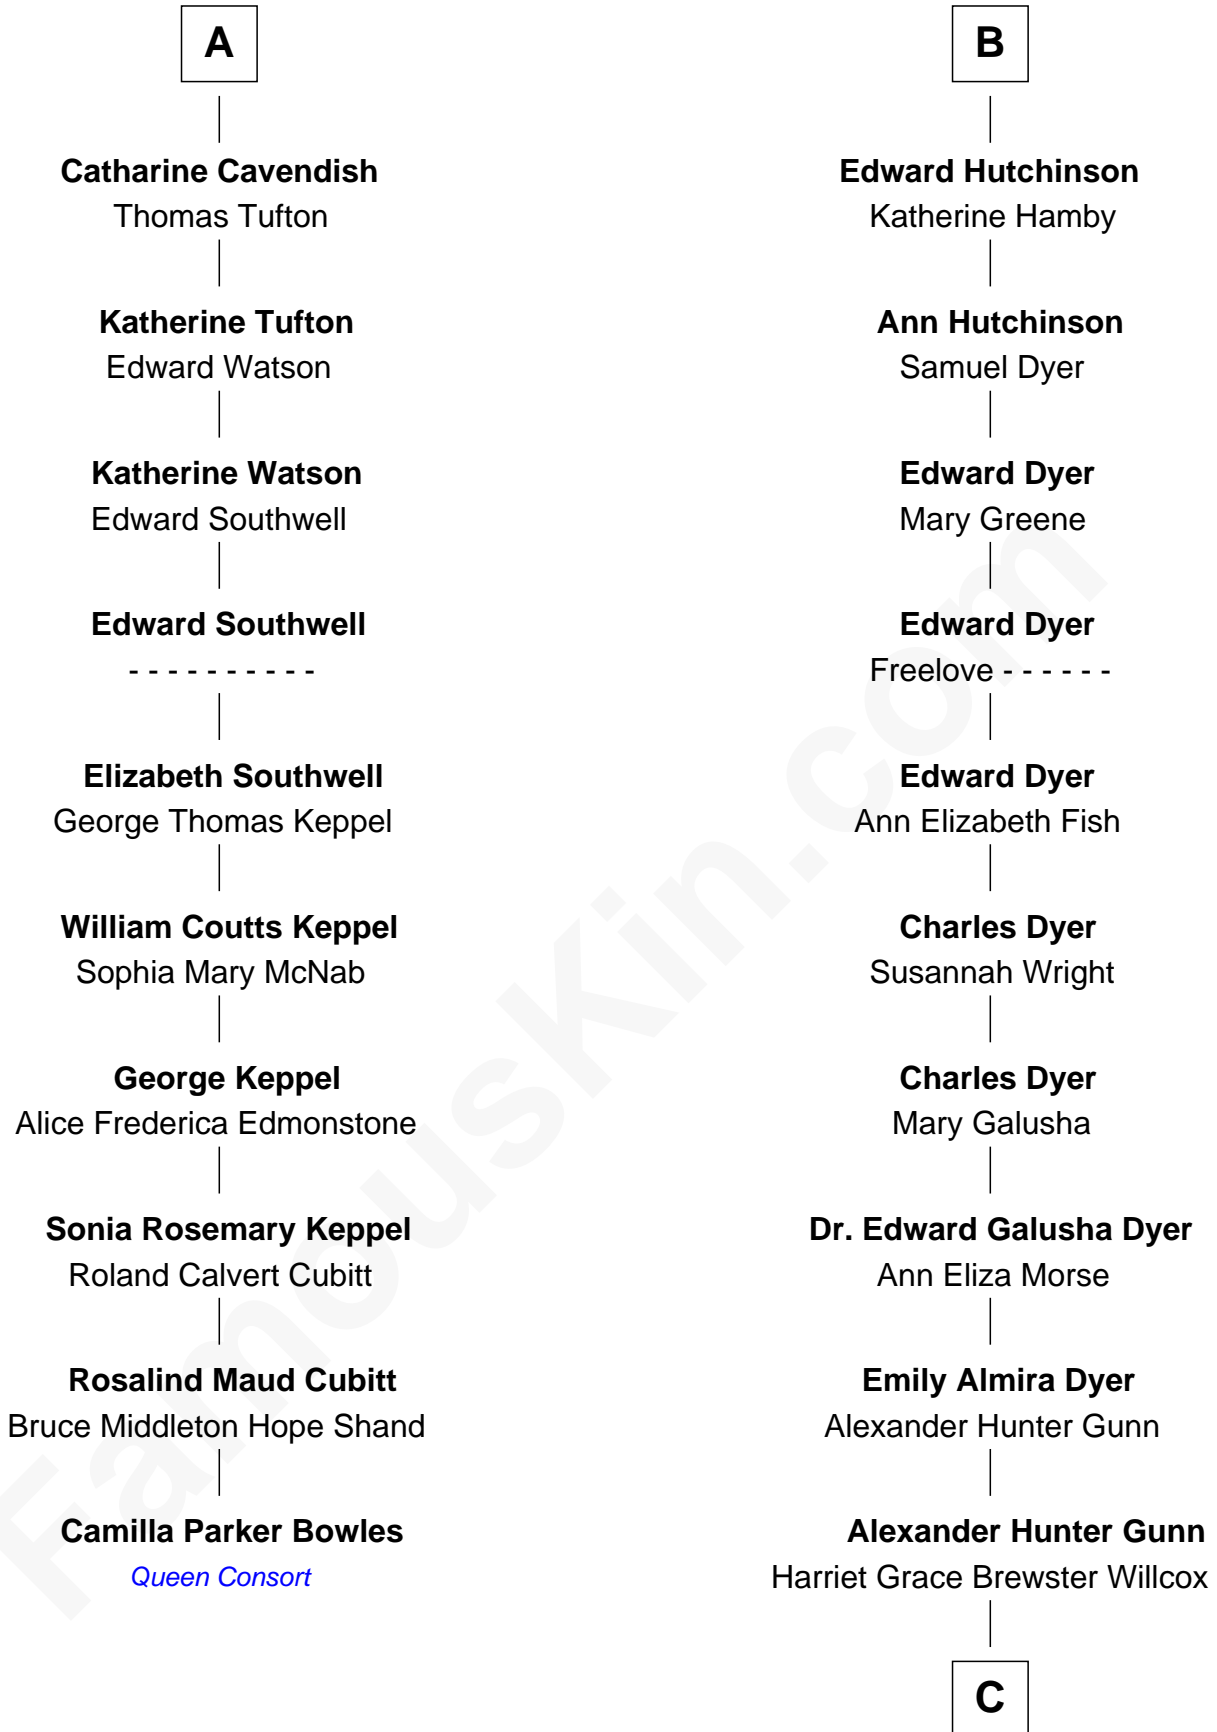 A
Catharine Cavendish
Thomas Tufton
Katherine Tufton
Edward Watson
Katherine Watson
Edward Southwell
Edward Southwell
- - - - - - - - - -
Elizabeth Southwell
George Thomas Keppel
William Coutts Keppel
Sophia Mary McNab
George Keppel
Alice Frederica Edmonstone
Sonia Rosemary Keppel
Roland Calvert Cubitt
Rosalind Maud Cubitt
Bruce Middleton Hope Shand
Camilla Parker Bowles
Queen Consort
B
Edward Hutchinson
Katherine Hamby
Ann Hutchinson
Samuel Dyer
Edward Dyer
Mary Greene
Edward Dyer
Freelove - - - - - -
Edward Dyer
Ann Elizabeth Fish
Charles Dyer
Susannah Wright
Charles Dyer
Mary Galusha
Dr. Edward Galusha Dyer
Ann Eliza Morse
Emily Almira Dyer
Alexander Hunter Gunn
Alexander Hunter Gunn
Harriet Grace Brewster Willcox
C
FamousKin.com